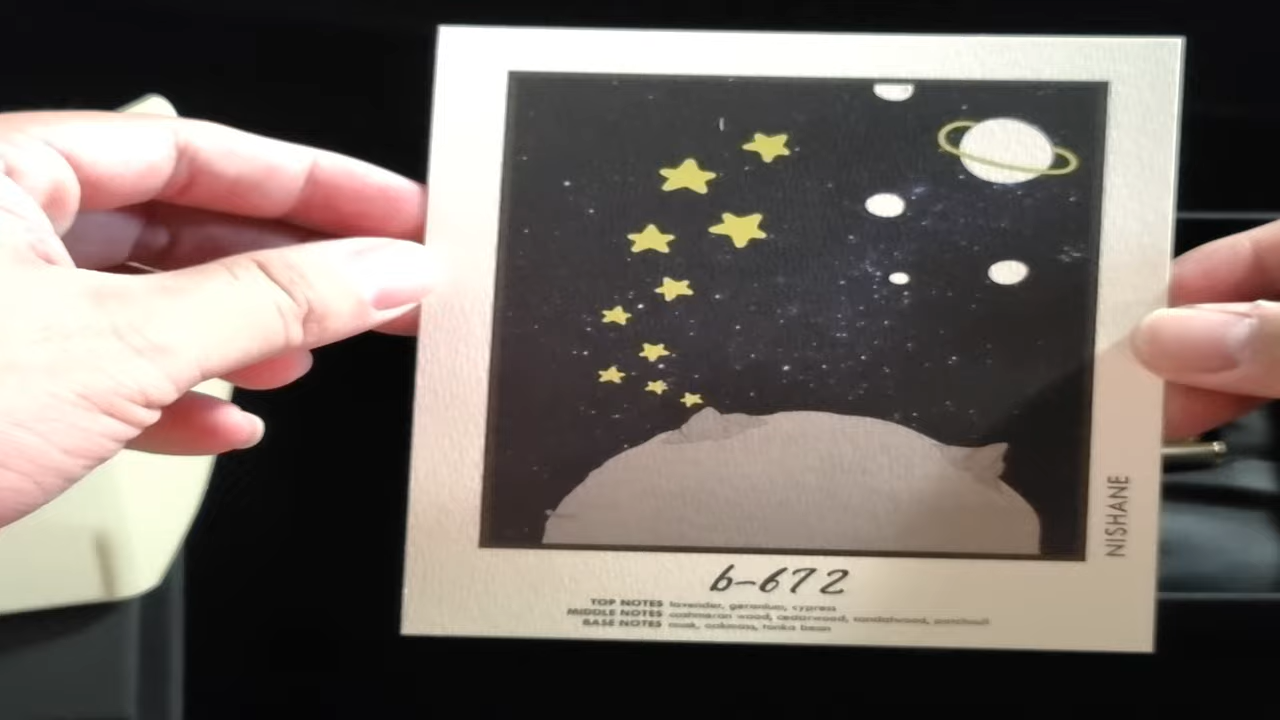 NISHANE
b-672
TOP NOTES lavender, geranium, cypress
MIDDLE NOTES cashmeran wood, cedarwood, sandalwood, patchouli
BASE NOTES musk, oakmoss, tonka bean